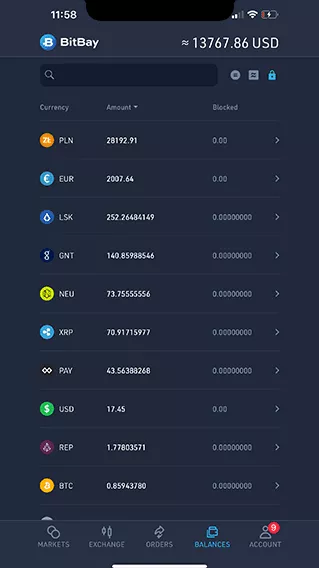 11:58
BitBay
≈ 13767.86 USD
Currency Amount Blocked
PLN 28192.91 0.00
EUR 2007.64 0.00
LSK 252.26484149 0.00000000
GNT 140.85988546 0.00000000
NEU 73.75555556 0.00000000
XRP 70.91715977 0.00000000
PAY 43.56388268 0.00000000
USD 17.45 0.00
REP 1.77803571 0.00000000
BTC 0.85943780 0.00000000
9
MARKETS EXCHANGE ORDERS BALANCES ACCOUNT